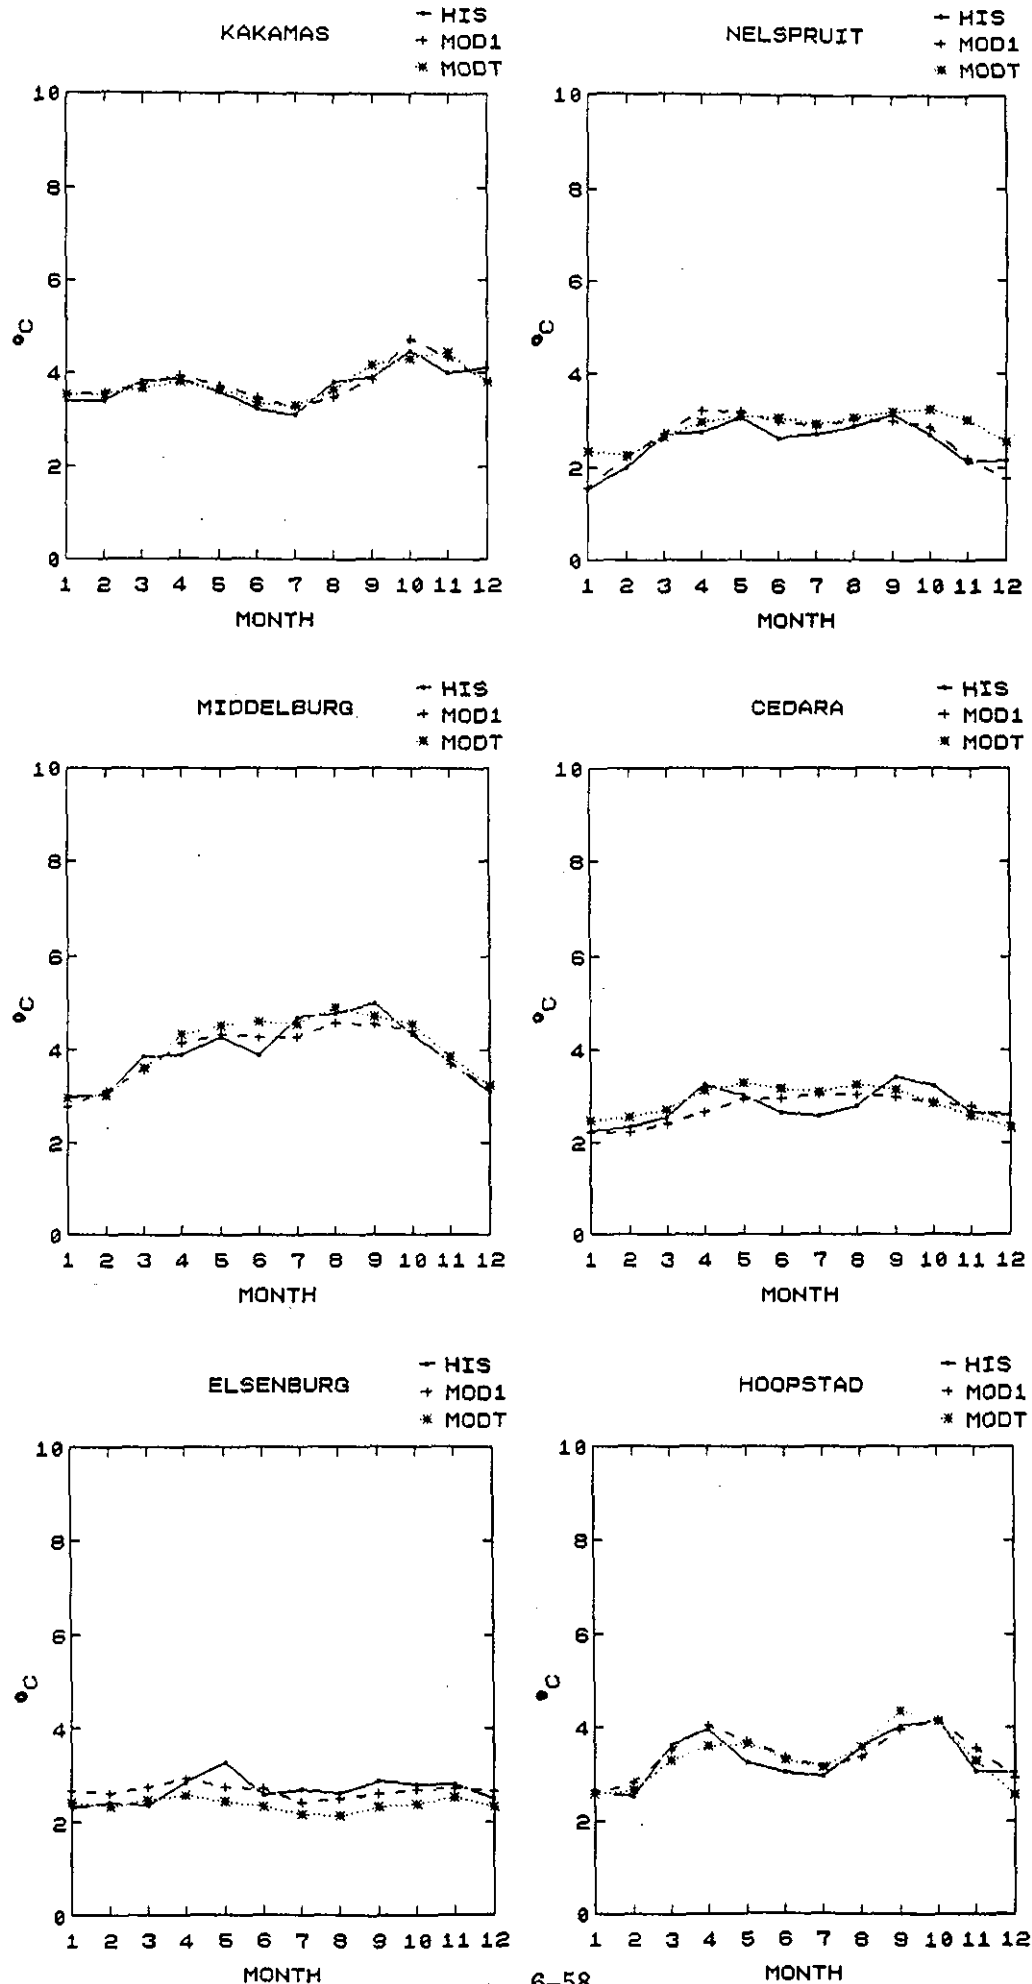 KAKAMAS
HIS
MOD1
MODT
10
8
6
4
2
0
°C
1 2 3 4 5 6 7 8 9 10 11 12
MONTH
NELSPRUIT
HIS
MOD1
MODT
10
8
6
4
2
0
°C
1 2 3 4 5 6 7 8 9 10 11 12
MONTH
MIDDELBURG
HIS
MOD1
MODT
10
8
6
4
2
0
°C
1 2 3 4 5 6 7 8 9 10 11 12
MONTH
CEDARA
HIS
MOD1
MODT
10
8
6
4
2
0
°C
1 2 3 4 5 6 7 8 9 10 11 12
MONTH
ELSENBURG
HIS
MOD1
MODT
10
8
6
4
2
0
°C
1 2 3 4 5 6 7 8 9 10 11 12
MONTH
HOOPSTAD
HIS
MOD1
MODT
10
8
6
4
2
0
°C
1 2 3 4 5 6 7 8 9 10 11 12
MONTH
6-58